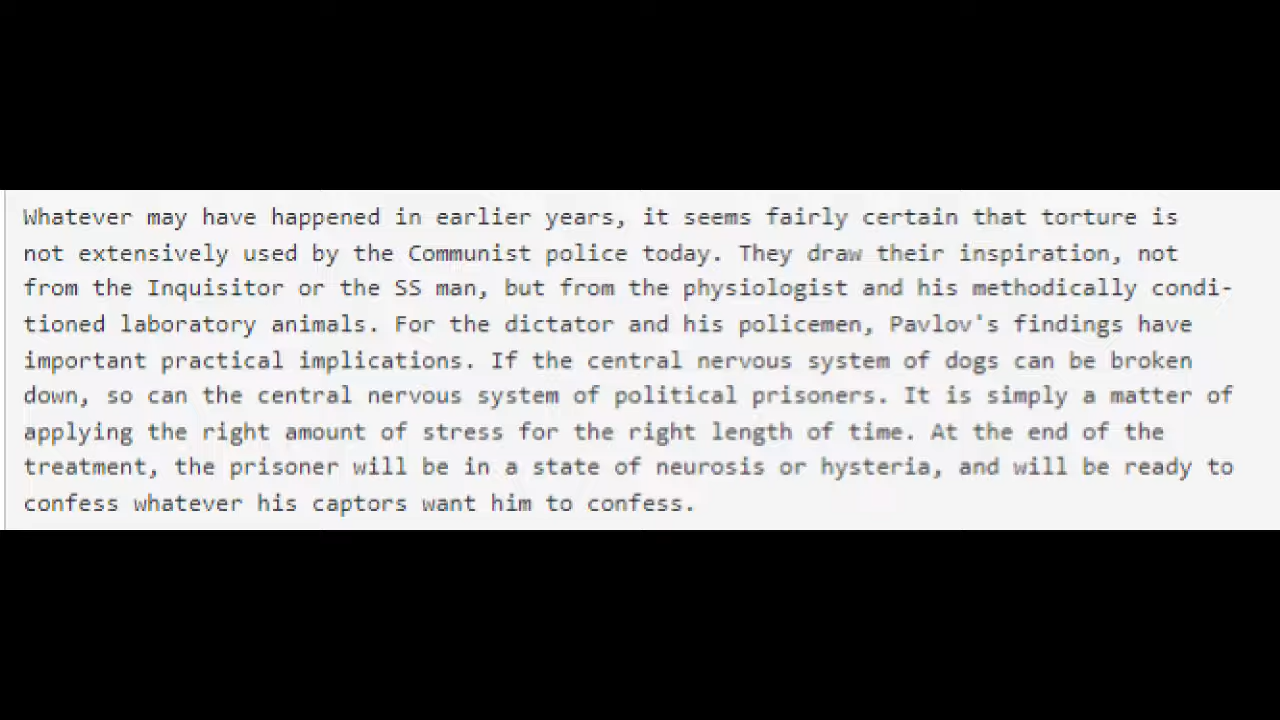 Whatever may have happened in earlier years, it seems fairly certain that torture is
not extensively used by the Communist police today. They draw their inspiration, not
from the Inquisitor or the SS man, but from the physiologist and his methodically condi-
tioned laboratory animals. For the dictator and his policemen, Pavlov's findings have
important practical implications. If the central nervous system of dogs can be broken
down, so can the central nervous system of political prisoners. It is simply a matter of
applying the right amount of stress for the right length of time. At the end of the
treatment, the prisoner will be in a state of neurosis or hysteria, and will be ready to
confess whatever his captors want him to confess.